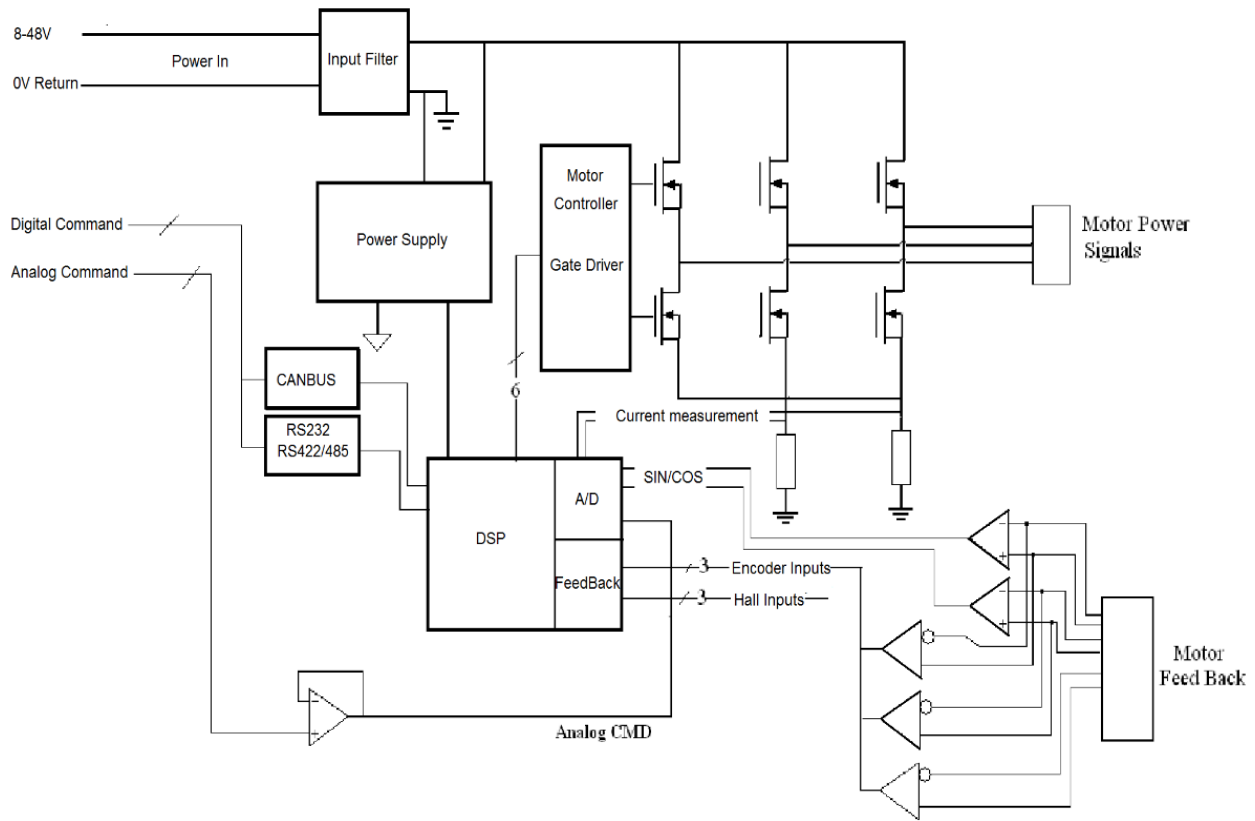 8-48V
Power In
0V Return
Input Filter
Motor
Controller
Gate Driver
Power Supply
Digital Command
Analog Command
Motor Power
Signals
CANBUS
RS232
RS422/485
6
Current measurement
DSP
A/D
FeedBack
SIN/COS
3 Encoder Inputs
3 Hall Inputs
Motor
Feed Back
Analog CMD
-
+
-
+
-
+